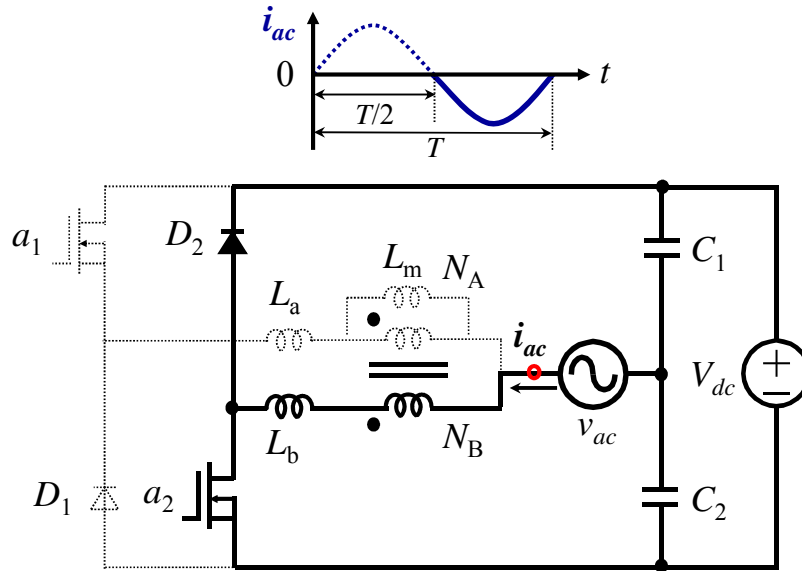 i_ac
0
t
T/2
T
a_1
D_2
L_m
N_A
L_a
C_1
i_ac
V_dc
+
−
v_ac
L_b
N_B
D_1
a_2
C_2